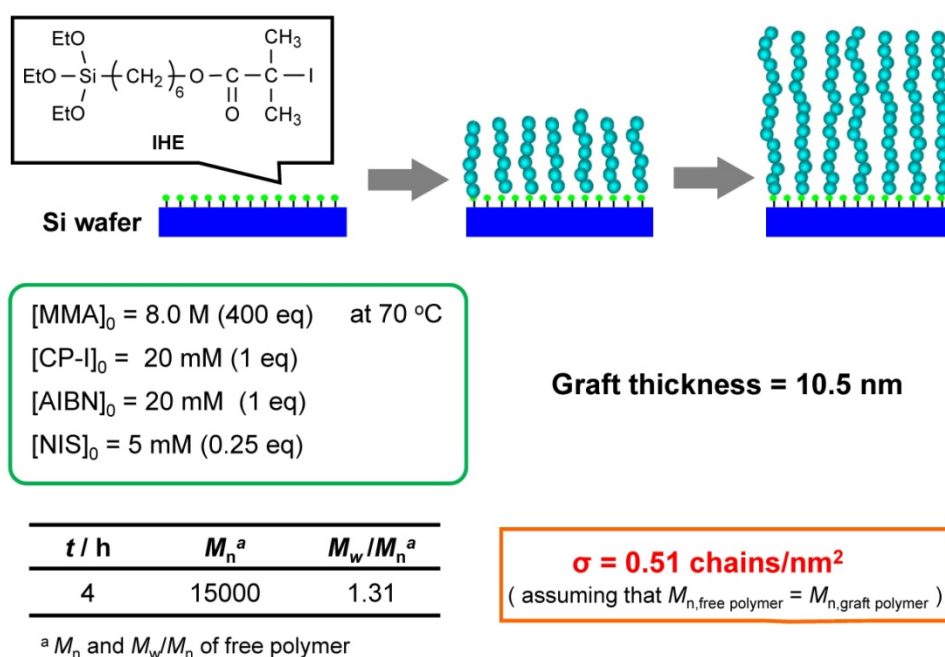 EtO
CH₃
EtO—Si—(CH₂)₆—O—C—C—I
EtO
O
CH₃
IHE
Si wafer
[MMA]₀ = 8.0 M (400 eq) at 70 °C
[CP-I]₀ = 20 mM (1 eq)
[AIBN]₀ = 20 mM (1 eq)
[NIS]₀ = 5 mM (0.25 eq)
Graft thickness = 10.5 nm
t / h Mₙᵃ M_w/Mₙᵃ
4 15000 1.31
ᵃ Mₙ and M_w/Mₙ of free polymer
σ = 0.51 chains/nm²
( assuming that Mn,free polymer = Mn,graft polymer )